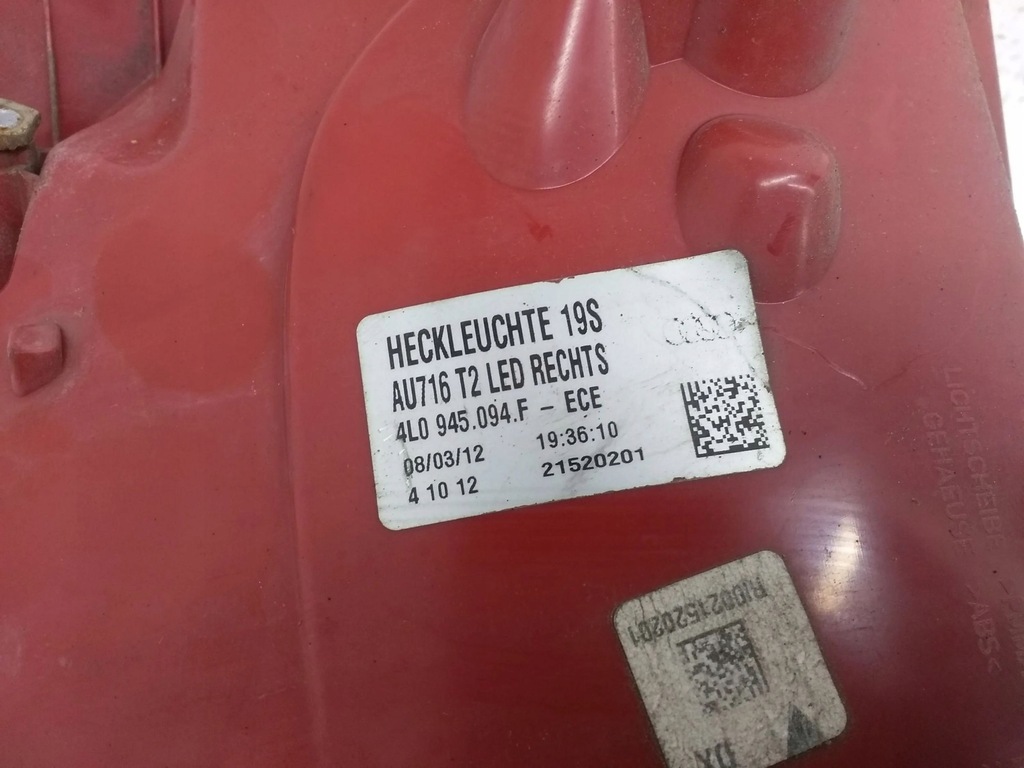 HECKLEUCHTE 19S
AU716 T2 LED RECHTS
4L0 945.094.F - ECE
08/03/12 19:36:10
4 10 12 21520201
LICHTSCHEIBE
GEHAEUSE >ABS<
DX